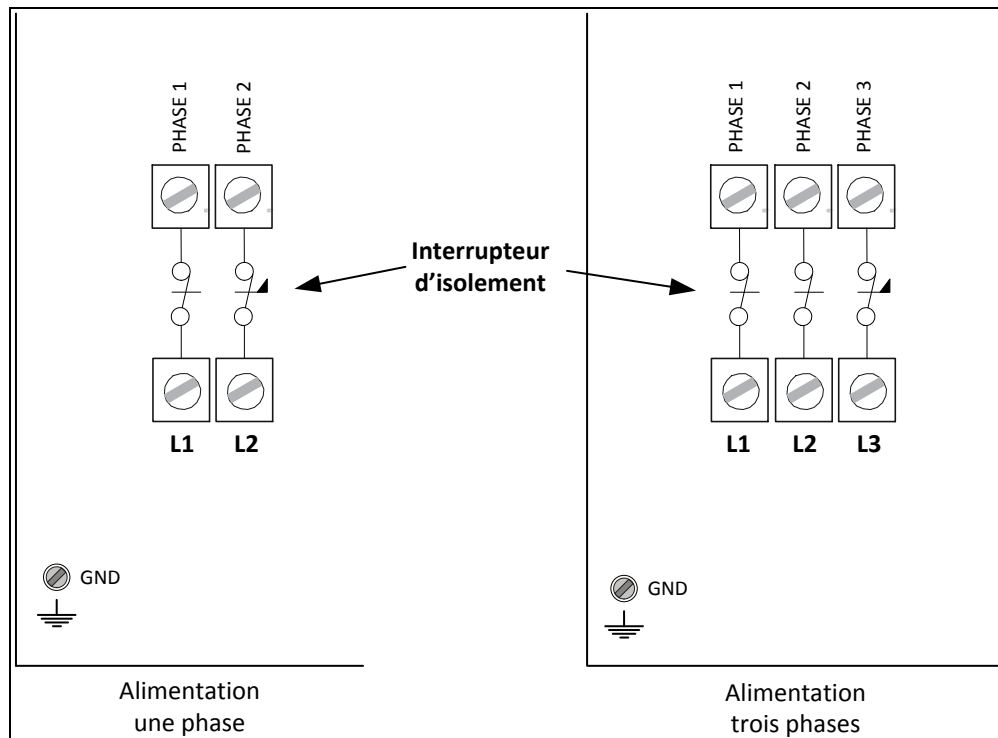 PHASE 1
PHASE 2
L1
L2
GND
Alimentation
une phase
Interrupteur
d’isolement
PHASE 1
PHASE 2
PHASE 3
L1
L2
L3
GND
Alimentation
trois phases